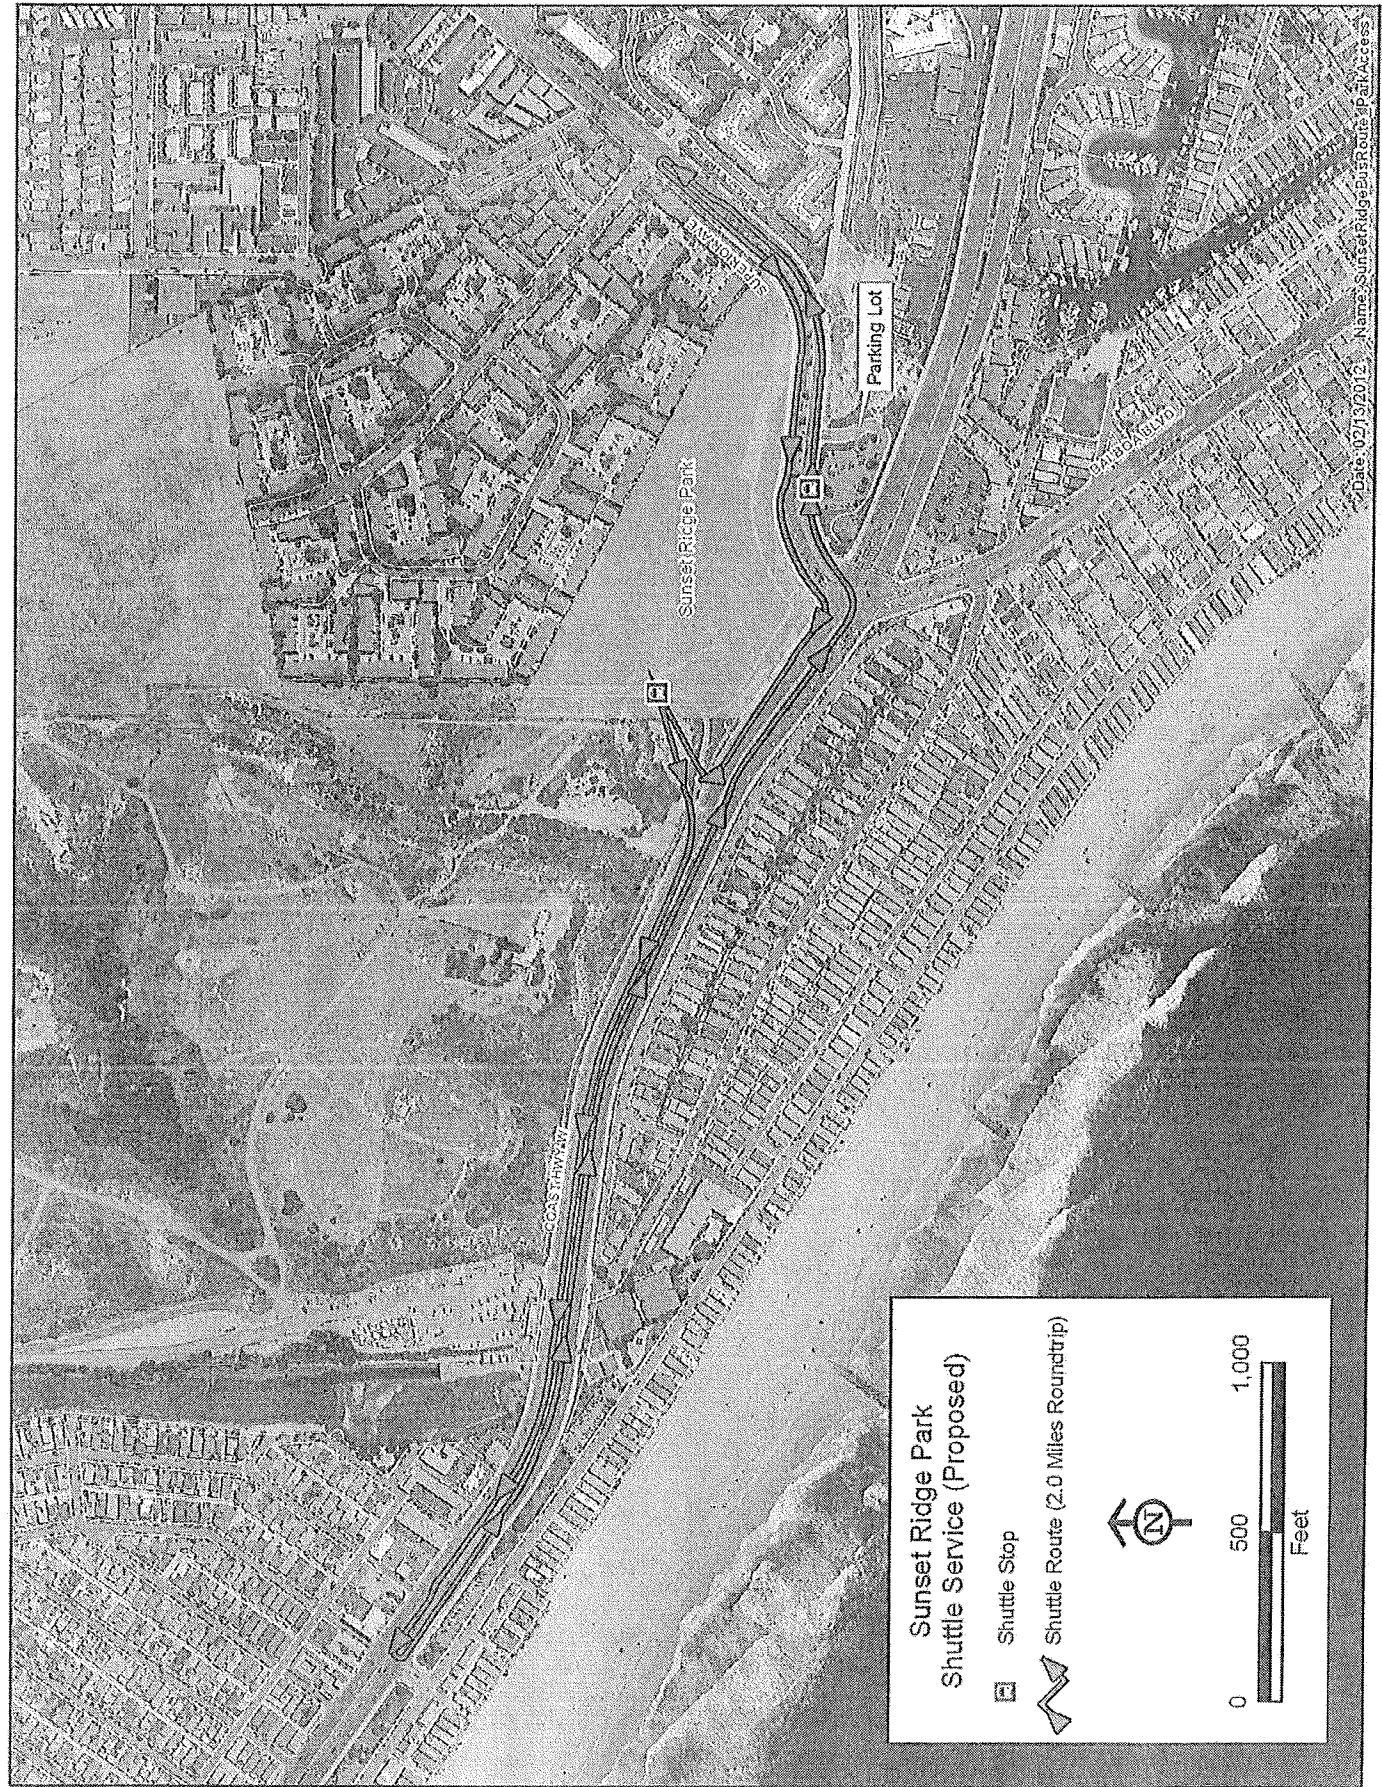 SUPERIOR AVE
Sunset Ridge Park
Parking Lot
BALBOA BLVD
COAST HWY W
Sunset Ridge Park
Shuttle Service (Proposed)
Shuttle Stop
Shuttle Route (2.0 Miles Roundtrip)
N
0 500 1,000
Feet
Date: 02/13/2012 Name: SunsetRidgeBusRoute1ParkAccess